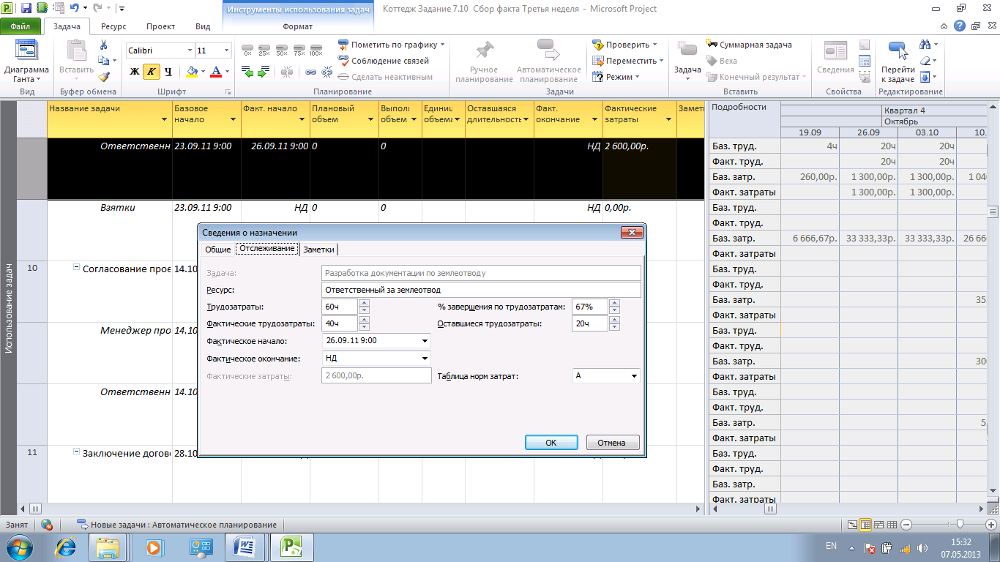 Инструменты использования задач
Коттедж Задание 7.10 Сбор факта Третья неделя - Microsoft Project
Файл Задача Ресурс Проект Вид Формат
Диаграмма Ганта
Вид
Вставить
Буфер обмена
Calibri 11
Ж К Ч
Шрифт
0% 25% 50% 75% 100%
Пометить по графику
Соблюдение связей
Сделать неактивным
Планирование
Ручное планирование
Автоматическое планирование
Проверить
Переместить
Режим
Задачи
Задача
Суммарная задача
Веха
Конечный результат
Вставить
Сведения
Свойства
Перейти к задаче
Редактирование
Использование задач
Название задачи Базовое начало Факт. начало Плановый объем Выполн объем Единиц объема Оставшаяся длительность Факт. окончание Фактические затраты Замет
Ответственн 23.09.11 9:00 26.09.11 9:00 0 0 НД 2 600,00р.
Взятки 23.09.11 9:00 НД 0 0 НД 0,00р.
10 Согласование прое 14.10
Менеджер про 14.10
Ответственн 14.10
11 Заключение догово 28.10
Подробности
Квартал 4
Октябрь
19.09 26.09 03.10 10.
Баз. труд. 4ч 20ч 20ч
Факт. труд. 20ч 20ч
Баз. затр. 260,00р. 1 300,00р. 1 300,00р. 1 04
Факт. затраты 1 300,00р. 1 300,00р.
Баз. труд.
Факт. труд.
Баз. затр. 6 666,67р. 33 333,33р. 33 333,33р. 26 66
Факт. затраты
Баз. труд.
Факт. труд.
Баз. затр. 35
Факт. затраты
Баз. труд.
Факт. труд.
Баз. затр. 30
Факт. затраты
Баз. труд.
Факт. труд.
Баз. затр. 5
Факт. затраты
Баз. труд.
Факт. труд.
Баз. затр.
Факт. затраты
Сведения о назначении
Общие Отслеживание Заметки
Задача: Разработка документации по землеотводу
Ресурс: Ответственный за землеотвод
Трудозатраты: 60ч % завершения по трудозатратам: 67%
Фактические трудозатраты: 40ч Оставшиеся трудозатраты: 20ч
Фактическое начало: 26.09.11 9:00
Фактическое окончание: НД
Фактические затраты: 2 600,00р. Таблица норм затрат: A
ОК Отмена
Занят Новые задачи : Автоматическое планирование
EN 15:32
07.05.2013